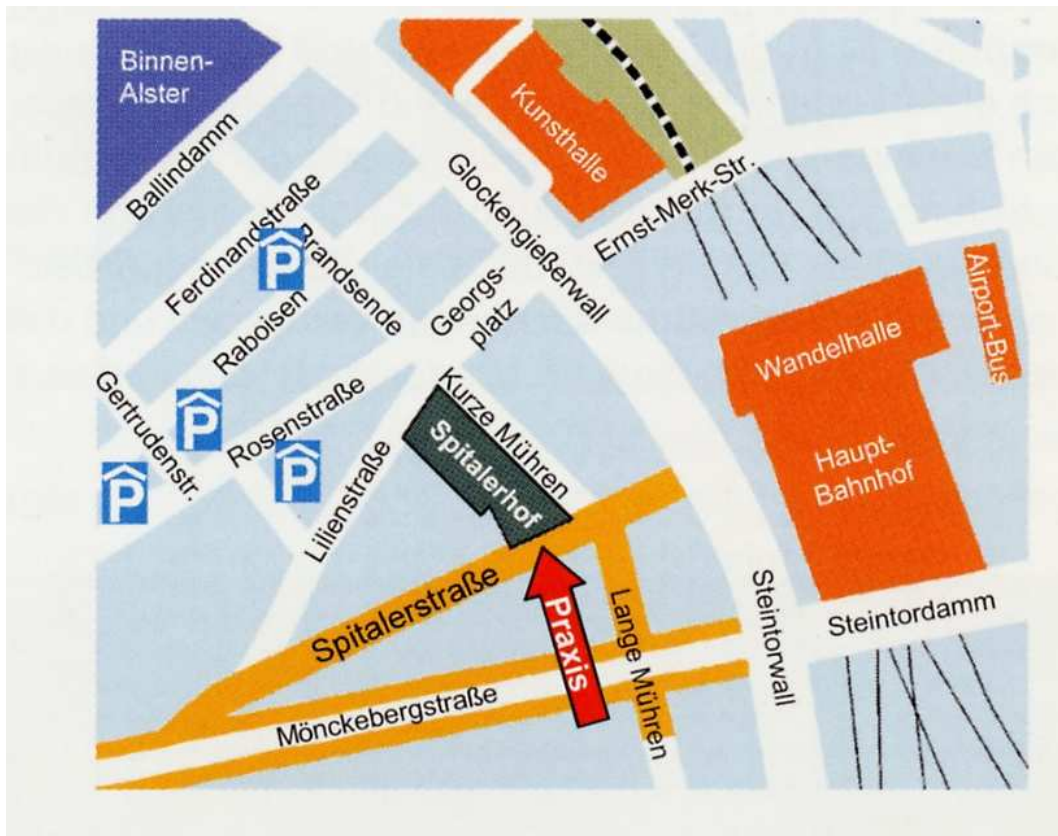 Binnen-
Alster
Ballindamm
Kunsthalle
Glockengießerwall
Ernst-Merk-Str.
Ferdinandstraße
Brandsende
P
Raboisen
Georgs-
platz
Airport-Bus
Wandelhalle
Gertrudenstr.
P
Rosenstraße
Kurze Mühren
Spitalerhof
P
P
Lilienstraße
Haupt-
Bahnhof
Spitalerstraße
Praxis
Lange Mühren
Steintorwall
Steintordamm
Mönckebergstraße